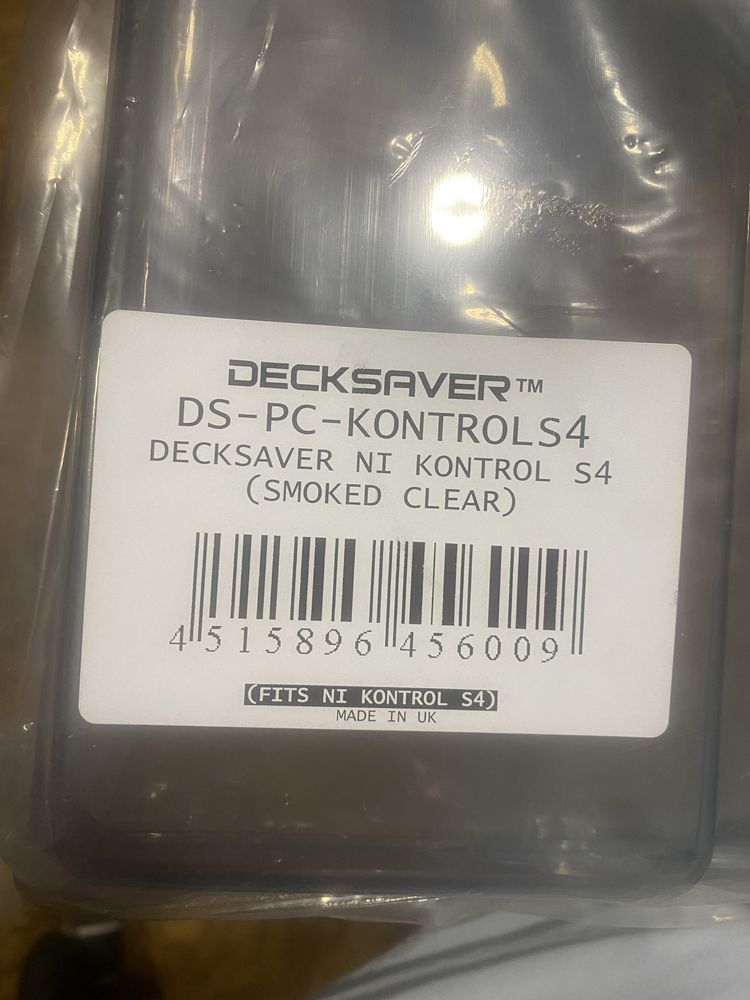 DECKSAVER™
DS-PC-KONTROLS4
DECKSAVER NI KONTROL S4
(SMOKED CLEAR)
4 515896 456009
(FITS NI KONTROL S4)
MADE IN UK